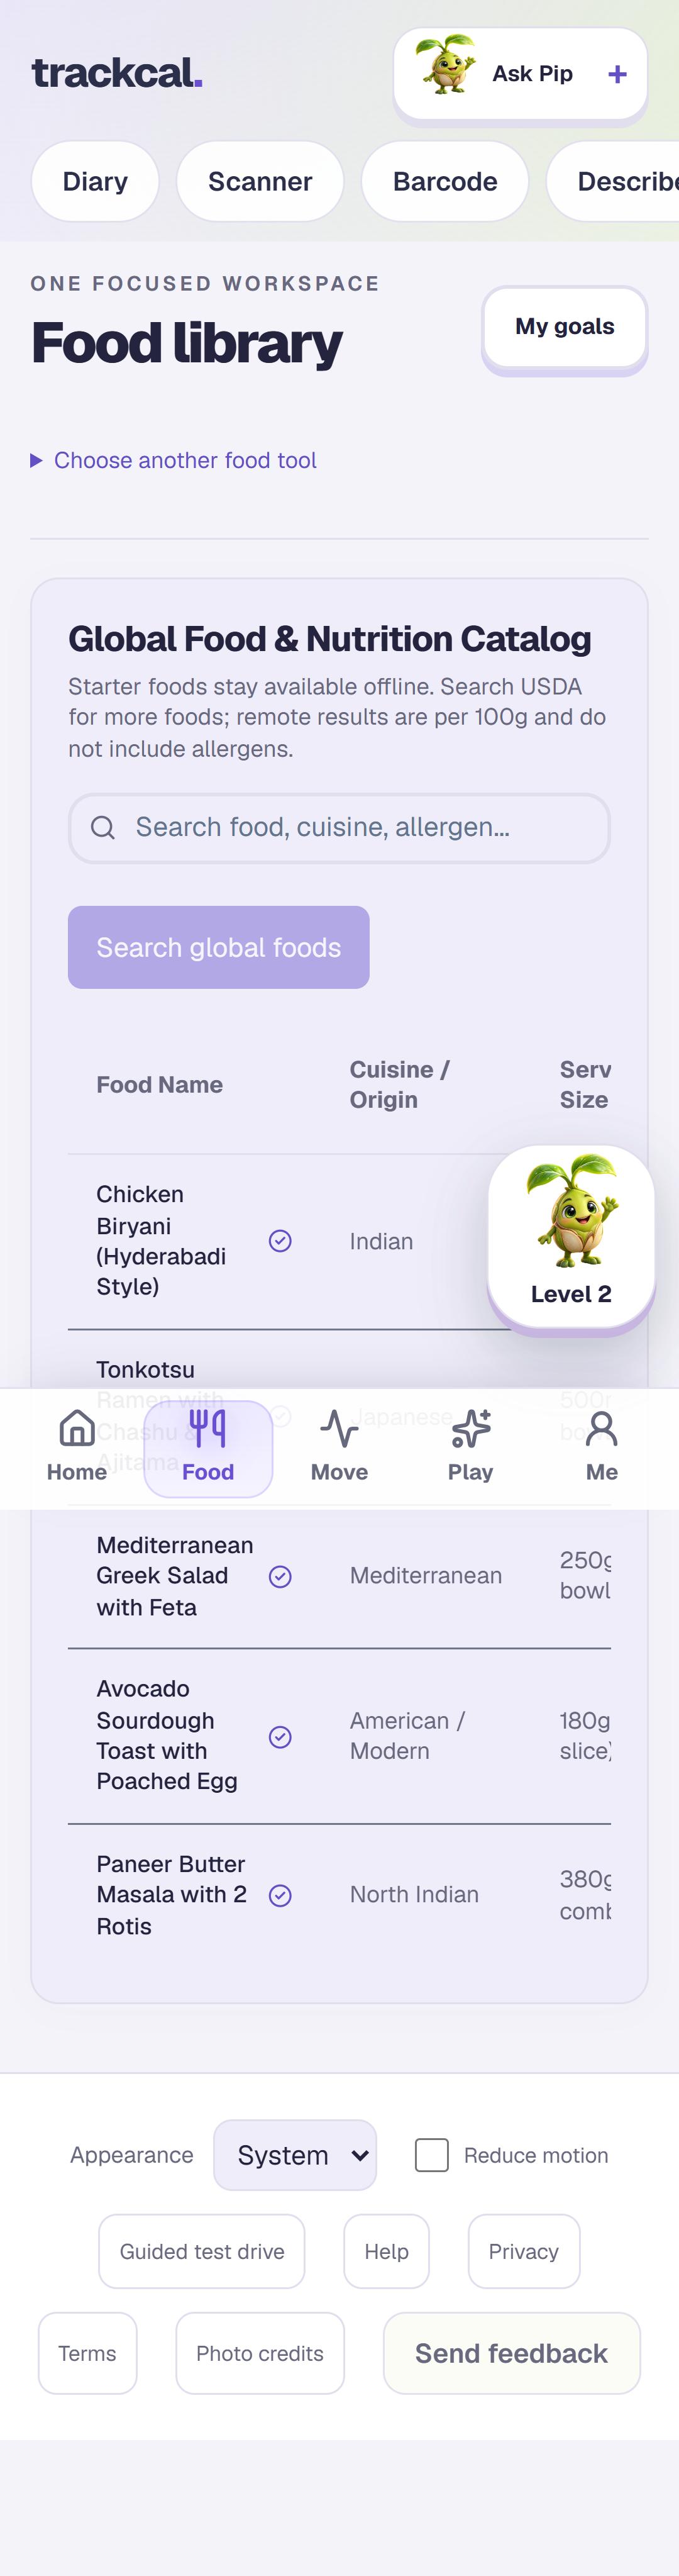 trackcal.
Ask Pip +
Diary
Scanner
Barcode
Describe
ONE FOCUSED WORKSPACE
Food library
My goals
Choose another food tool
Global Food & Nutrition Catalog
Starter foods stay available offline. Search USDA
for more foods; remote results are per 100g and do
not include allergens.
Search food, cuisine, allergen...
Search global foods
Food Name
Cuisine /
Origin
Serv
Size
Chicken
Biryani
(Hyderabadi
Style)
Indian
Level 2
Tonkotsu
Ramen with
Chashu &
Ajitama
Japanese
Home
Food
Move
Play
Me
Mediterranean
Greek Salad
with Feta
Mediterranean
250g
bowl
Avocado
Sourdough
Toast with
Poached Egg
American /
Modern
180g
slice)
Paneer Butter
Masala with 2
Rotis
North Indian
380g
Appearance
System
Reduce motion
Guided test drive
Help
Privacy
Terms
Photo credits
Send feedback